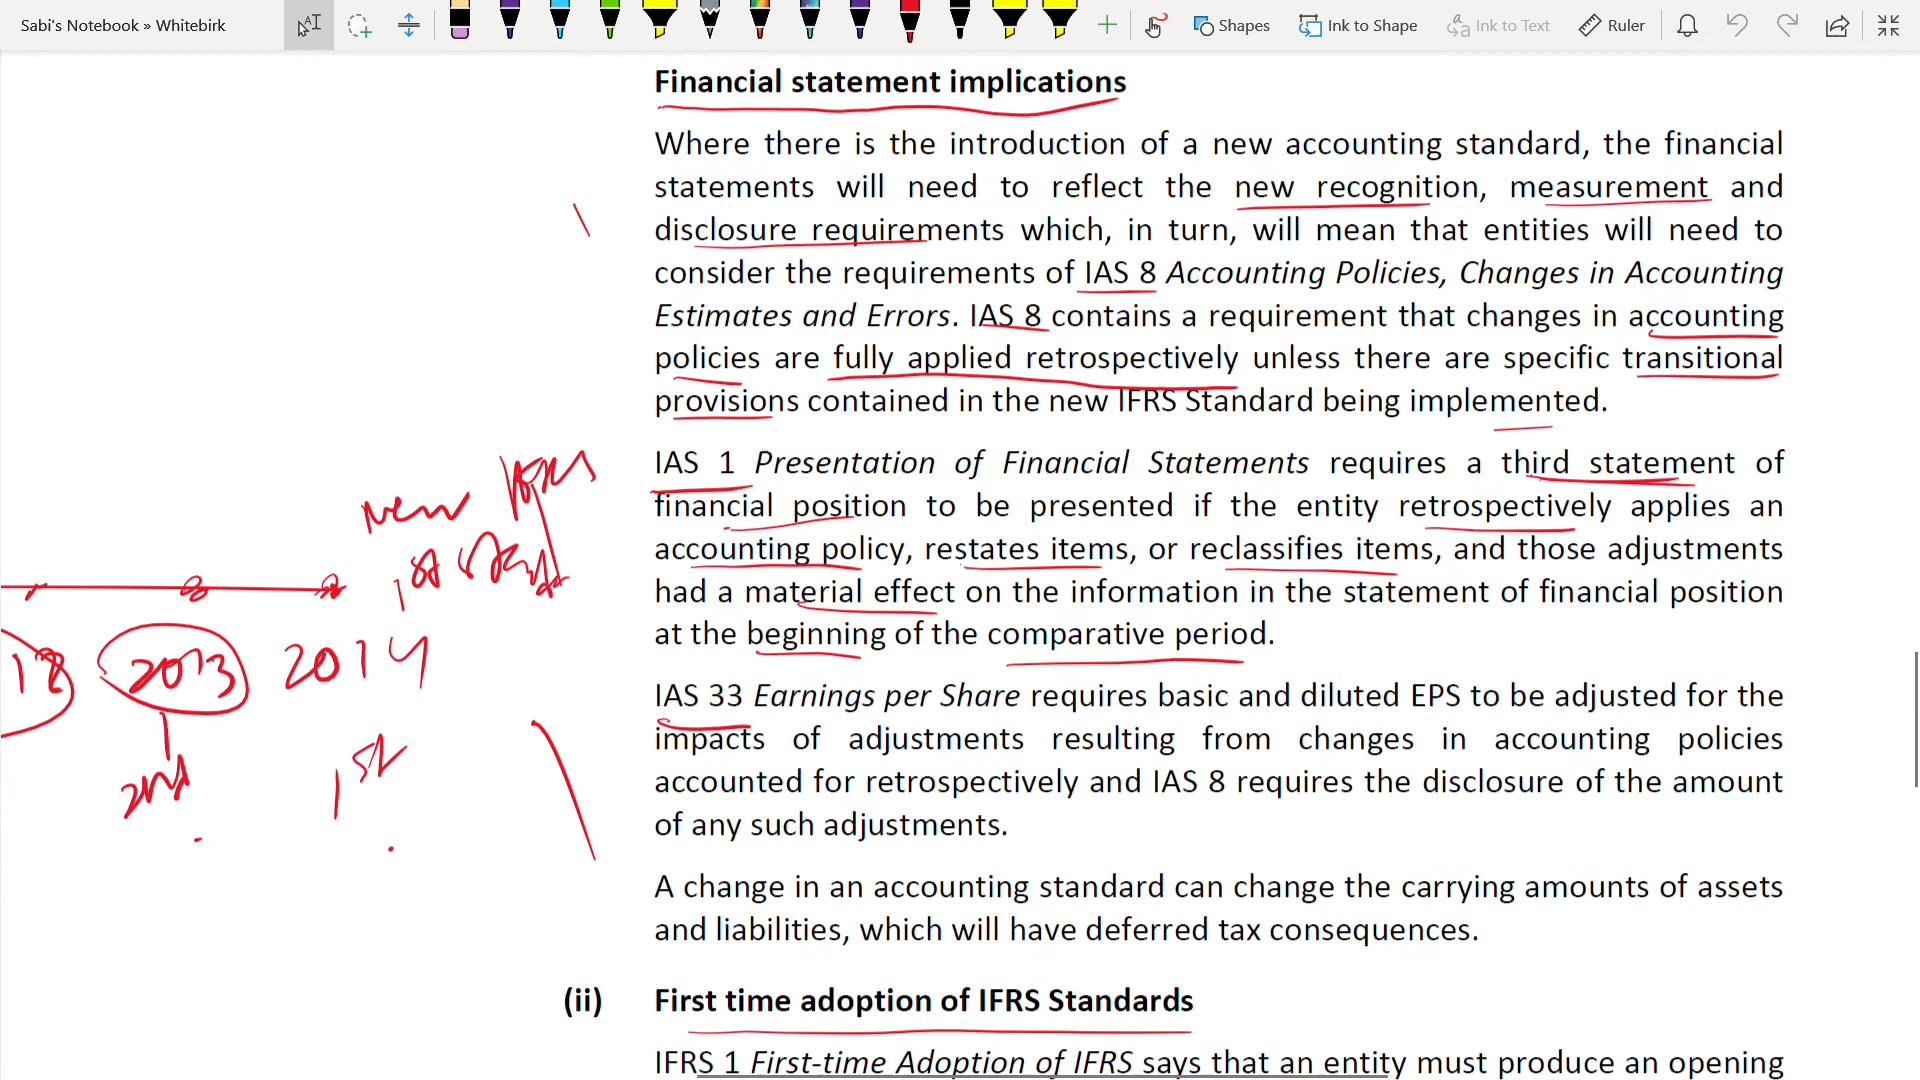 Sabi's Notebook » Whitebirk
Shapes
Ink to Shape
Ink to Text
Ruler
Financial statement implications
Where there is the introduction of a new accounting standard, the financial
statements will need to reflect the new recognition, measurement and
disclosure requirements which, in turn, will mean that entities will need to
consider the requirements of IAS 8 Accounting Policies, Changes in Accounting
Estimates and Errors. IAS 8 contains a requirement that changes in accounting
policies are fully applied retrospectively unless there are specific transitional
provisions contained in the new IFRS Standard being implemented.
IAS 1 Presentation of Financial Statements requires a third statement of
financial position to be presented if the entity retrospectively applies an
accounting policy, restates items, or reclassifies items, and those adjustments
had a material effect on the information in the statement of financial position
at the beginning of the comparative period.
IAS 33 Earnings per Share requires basic and diluted EPS to be adjusted for the
impacts of adjustments resulting from changes in accounting policies
accounted for retrospectively and IAS 8 requires the disclosure of the amount
of any such adjustments.
A change in an accounting standard can change the carrying amounts of assets
and liabilities, which will have deferred tax consequences.
(ii) First time adoption of IFRS Standards
IFRS 1 First-time Adoption of IFRS says that an entity must produce an opening
New IFRS
2013 2014
2nd 1st